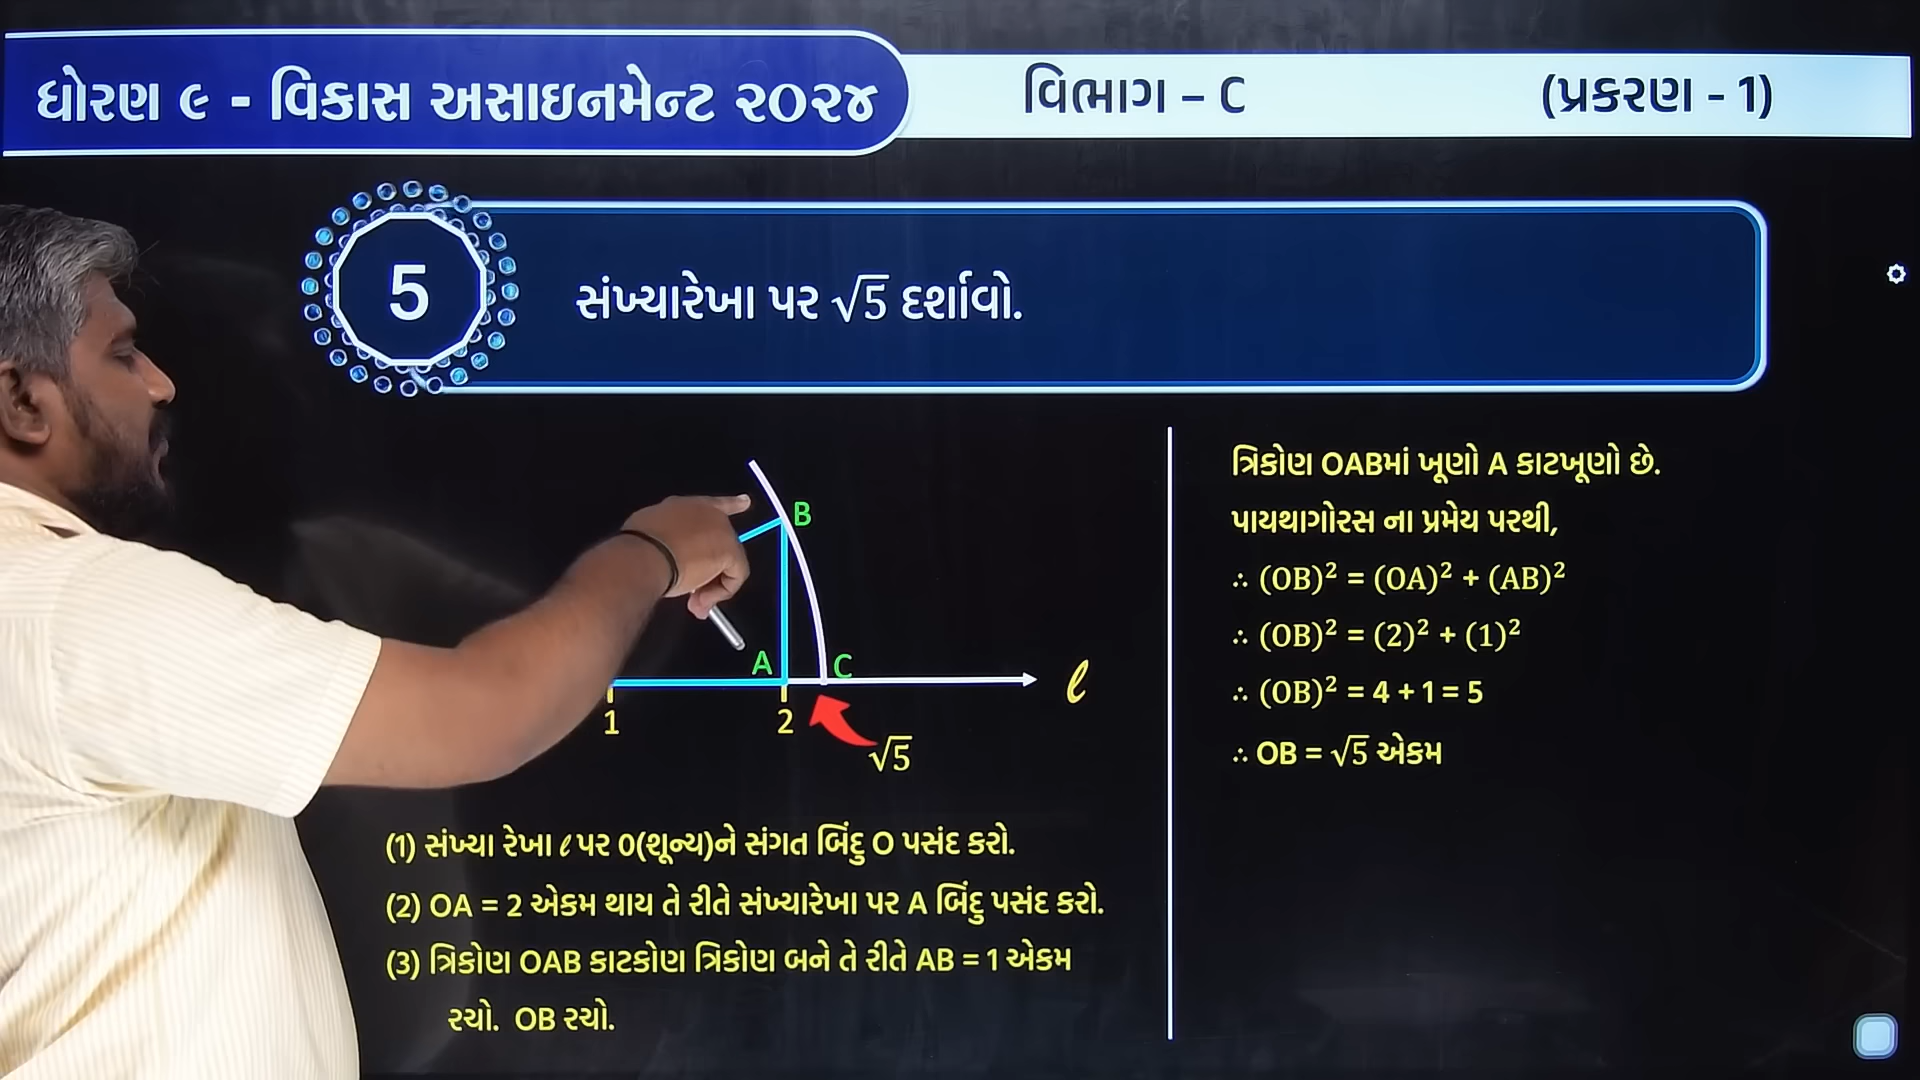 ધોરણ ૯ - વિકાસ અસાઇનમેન્ટ ૨૦૨૪
વિભાગ – C
(પ્રકરણ - 1)
5
સંખ્યારેખા પર √5 દર્શાવો.
B
A
C
ℓ
1
2
√5
(1) સંખ્યા રેખા ℓ પર 0(શૂન્ય)ને સંગત બિંદુ O પસંદ કરો.
(2) OA = 2 એકમ થાય તે રીતે સંખ્યારેખા પર A બિંદુ પસંદ કરો.
(3) ત્રિકોણ OAB કાટકોણ ત્રિકોણ બને તે રીતે AB = 1 એકમ
રચો. OB રચો.
ત્રિકોણ OABમાં ખૂણો A કાટખૂણો છે.
પાયથાગોરસ ના પ્રમેય પરથી,
∴ (OB)² = (OA)² + (AB)²
∴ (OB)² = (2)² + (1)²
∴ (OB)² = 4 + 1 = 5
∴ OB = √5 એકમ